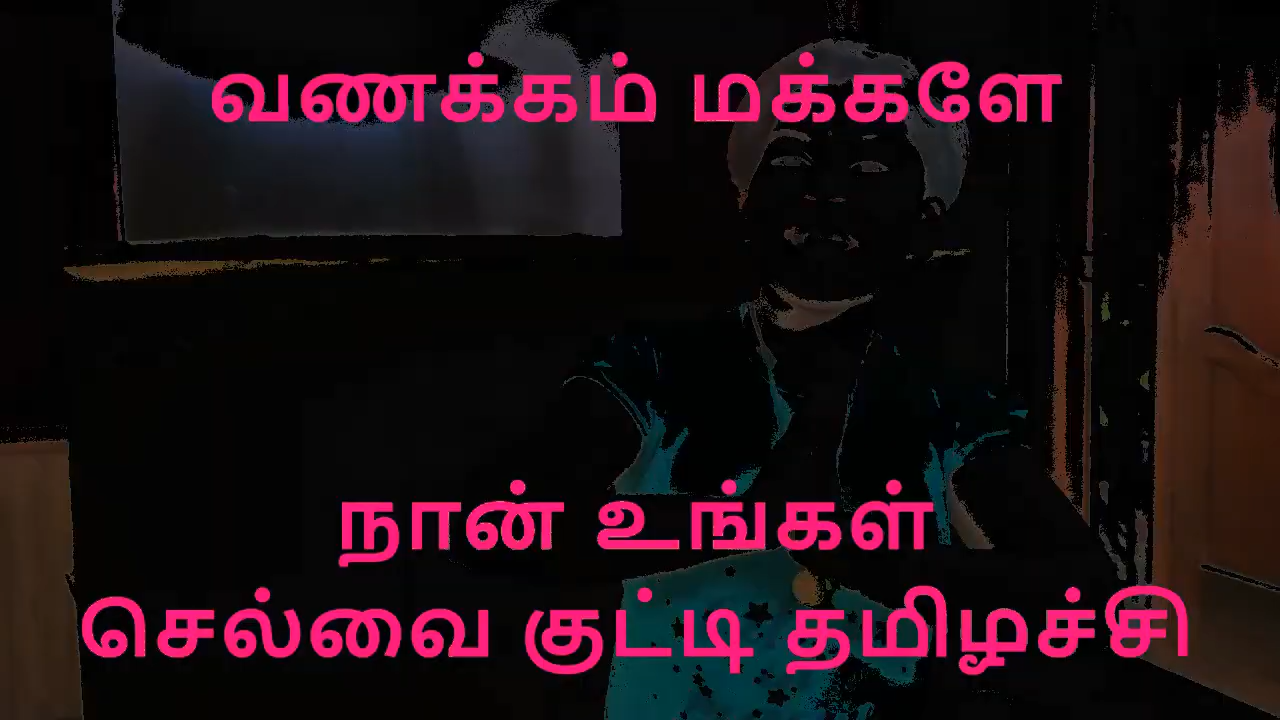 வணக்கம் மக்களே
நான் உங்கள்
செல்வை குட்டி தமிழச்சி